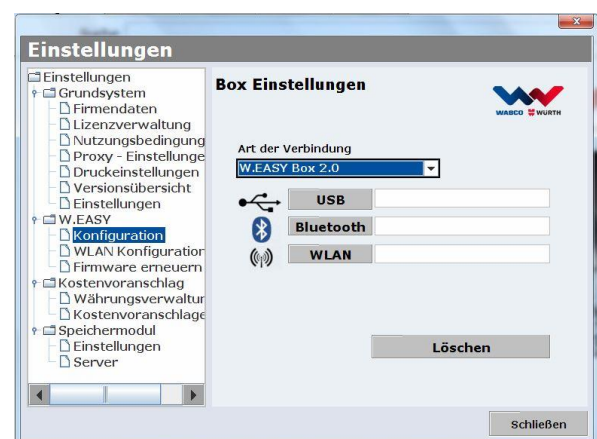 Einstellungen
Einstellungen
Grundsystem
Firmendaten
Lizenzverwaltung
Nutzungsbedingung
Proxy - Einstellunge
Druckeinstellungen
Versionsübersicht
Einstellungen
W.EASY
Konfiguration
WLAN Konfiguration
Firmware erneuern
Kostenvoranschlag
Währungsverwaltur
Kostenvoranschlage
Speichermodul
Einstellungen
Server
Box Einstellungen
WABCO WÜRTH
Art der Verbindung
W.EASY Box 2.0
USB
Bluetooth
WLAN
Löschen
Schließen